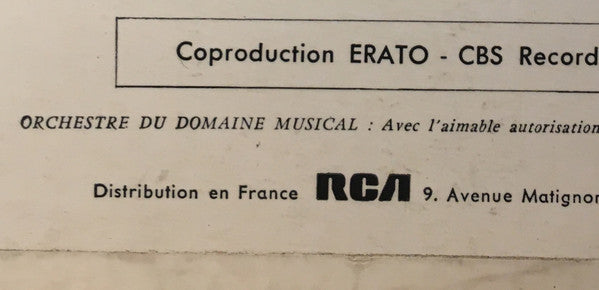 Coproduction ERATO - CBS Record
ORCHESTRE DU DOMAINE MUSICAL : Avec l'aimable autorisation
Distribution en France RCA 9. Avenue Matignon